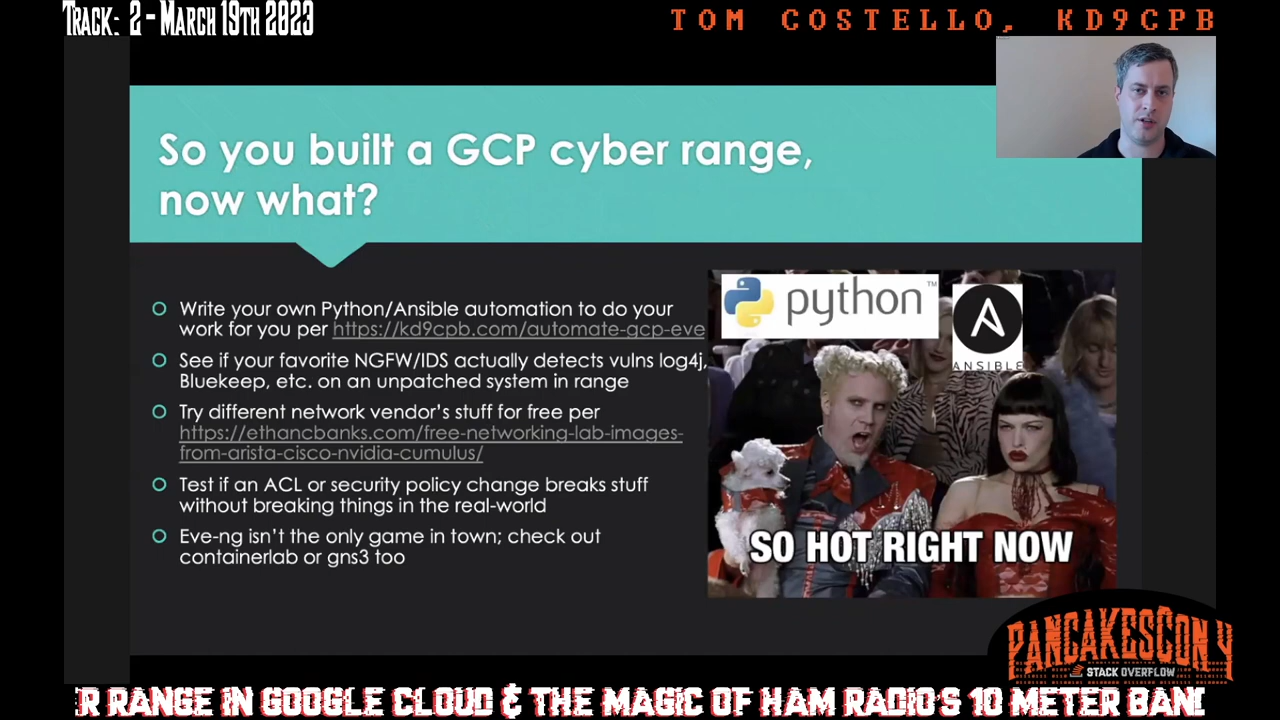 Track: 2 - March 19th 2023
TOM COSTELLO, KD9CPB
So you built a GCP cyber range,
now what?
Write your own Python/Ansible automation to do your
work for you per https://kd9cpb.com/automate-gcp-eve
See if your favorite NGFW/IDS actually detects vulns log4j,
Bluekeep, etc. on an unpatched system in range
Try different network vendor's stuff for free per
https://ethancbanks.com/free-networking-lab-images-
from-arista-cisco-nvidia-cumulus/
Test if an ACL or security policy change breaks stuff
without breaking things in the real-world
Eve-ng isn't the only game in town; check out
containerlab or gns3 too
python™
ANSIBLE
SO HOT RIGHT NOW
PANCAKESCON 4
STACK OVERFLOW
R RANGE IN GOOGLE CLOUD & THE MAGIC OF HAM RADIO'S 10 METER BAN